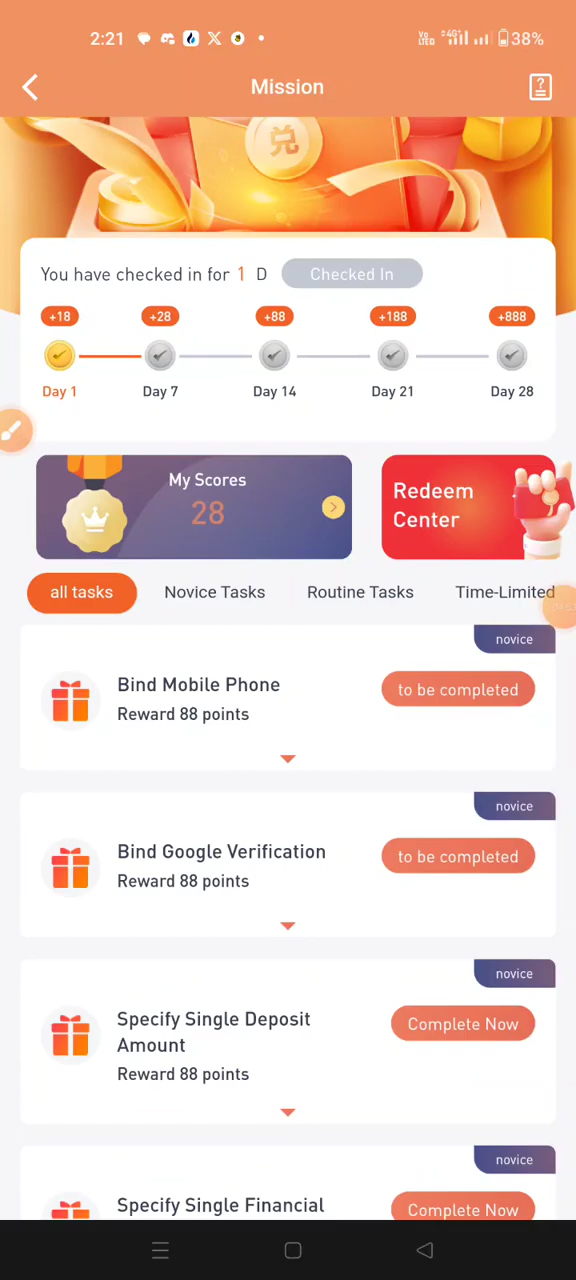 2:21
Vo LTED
4G+
38%
Mission
兑
You have checked in for 1 D
Checked In
+18
+28
+88
+188
+888
Day 1
Day 7
Day 14
Day 21
Day 28
My Scores
28
Redeem
Center
all tasks
Novice Tasks
Routine Tasks
Time-Limited
novice
Bind Mobile Phone
to be completed
Reward 88 points
novice
Bind Google Verification
to be completed
Reward 88 points
novice
Specify Single Deposit
Amount
Complete Now
Reward 88 points
novice
Specify Single Financial
Complete Now